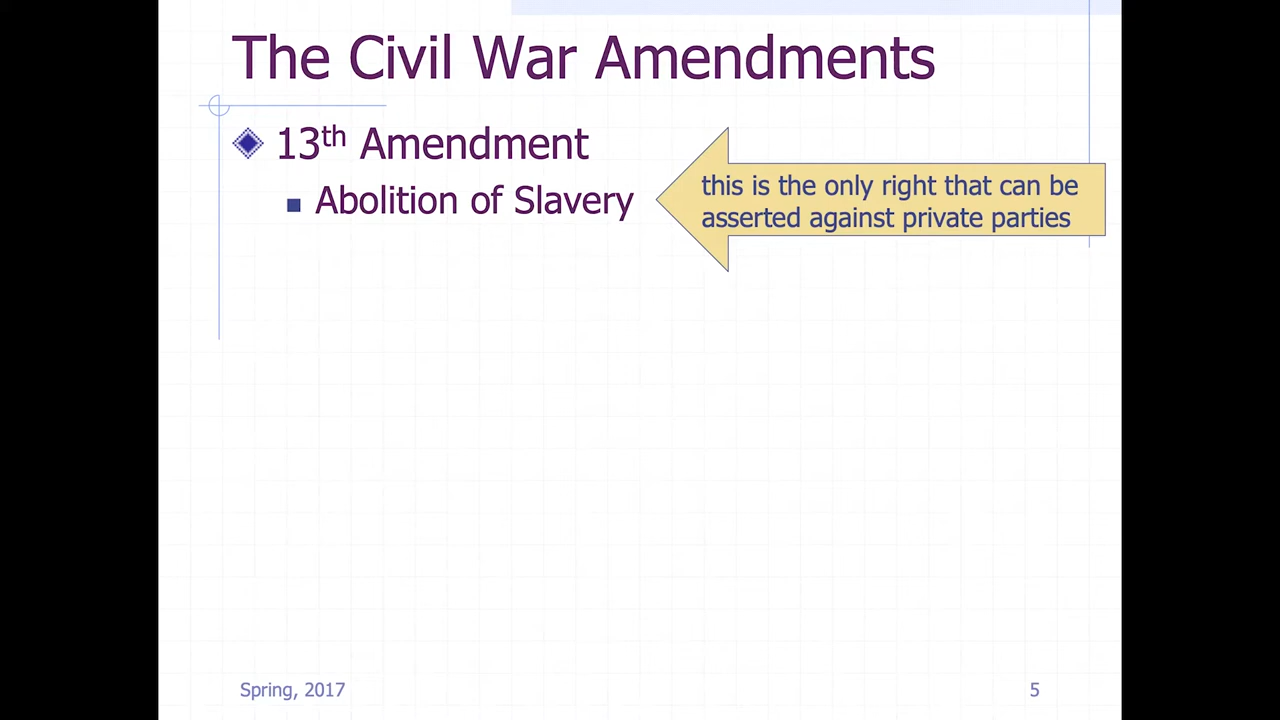 The Civil War Amendments
13th Amendment
Abolition of Slavery
this is the only right that can be
asserted against private parties
Spring, 2017
5